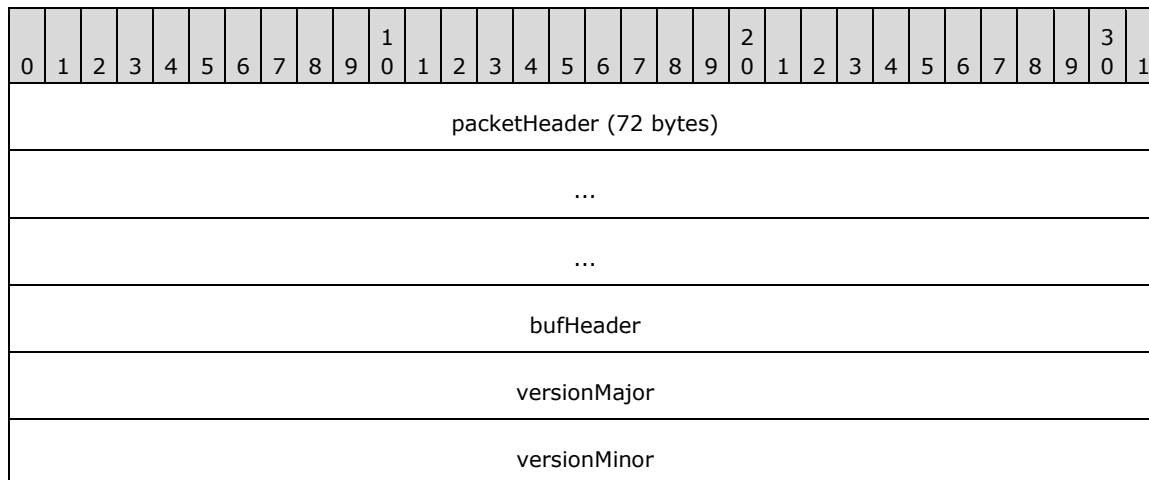 1 2 3
0 1 2 3 4 5 6 7 8 9 0 1 2 3 4 5 6 7 8 9 0 1 2 3 4 5 6 7 8 9 0 1
packetHeader (72 bytes)
...
...
bufHeader
versionMajor
versionMinor